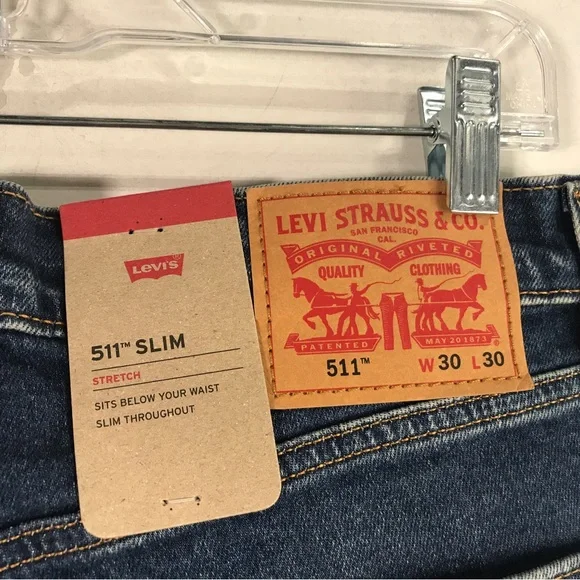 LEVI'S
511™ SLIM
STRETCH
SITS BELOW YOUR WAIST
SLIM THROUGHOUT
LEVI STRAUSS & CO.
SAN FRANCISCO
CAL.
ORIGINAL RIVETED
QUALITY CLOTHING
PATENTED MAY 20 1873
511™ W 30 L 30